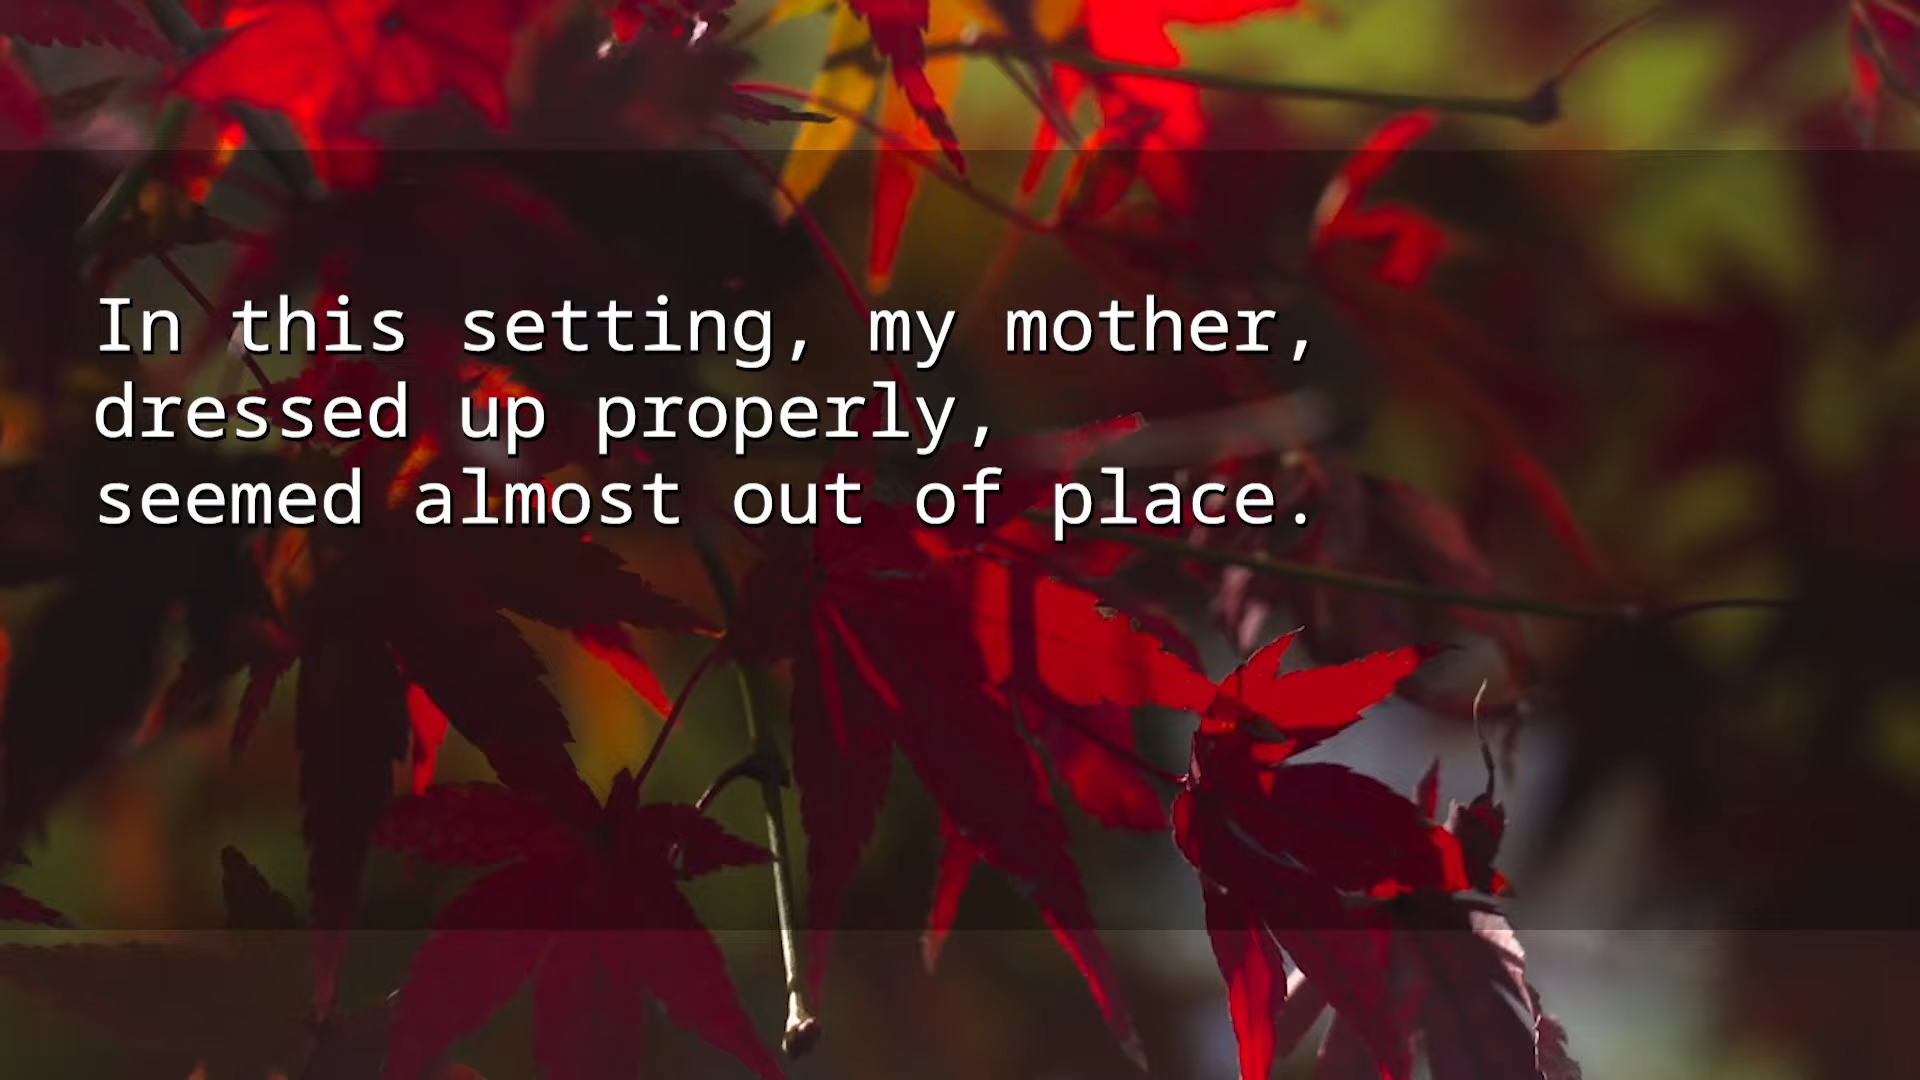 In this setting, my mother,
dressed up properly,
seemed almost out of place.